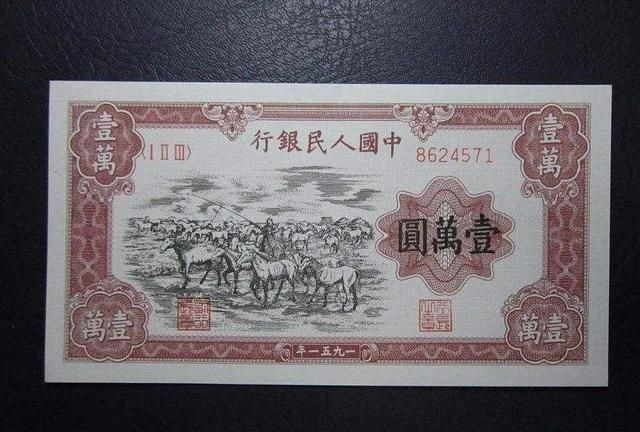 行銀民人國中
壹萬
壹萬
〈I II III〉
8624571
圓萬壹
萬壹
萬壹
年一五九一